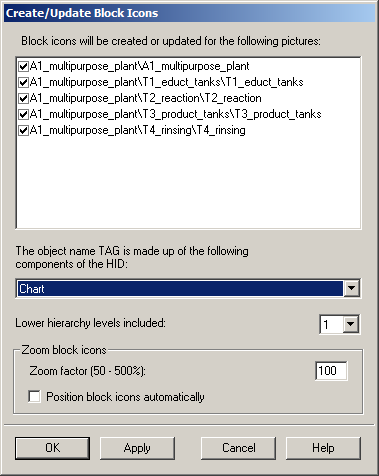 Create/Update Block Icons
Block icons will be created or updated for the following pictures:
A1_multipurpose_plant\A1_multipurpose_plant
A1_multipurpose_plant\T1_educt_tanks\T1_educt_tanks
A1_multipurpose_plant\T2_reaction\T2_reaction
A1_multipurpose_plant\T3_product_tanks\T3_product_tanks
A1_multipurpose_plant\T4_rinsing\T4_rinsing
The object name TAG is made up of the following
components of the HID:
Chart
Lower hierarchy levels included: 1
Zoom block icons
Zoom factor (50 - 500%): 100
Position block icons automatically
OK Apply Cancel Help